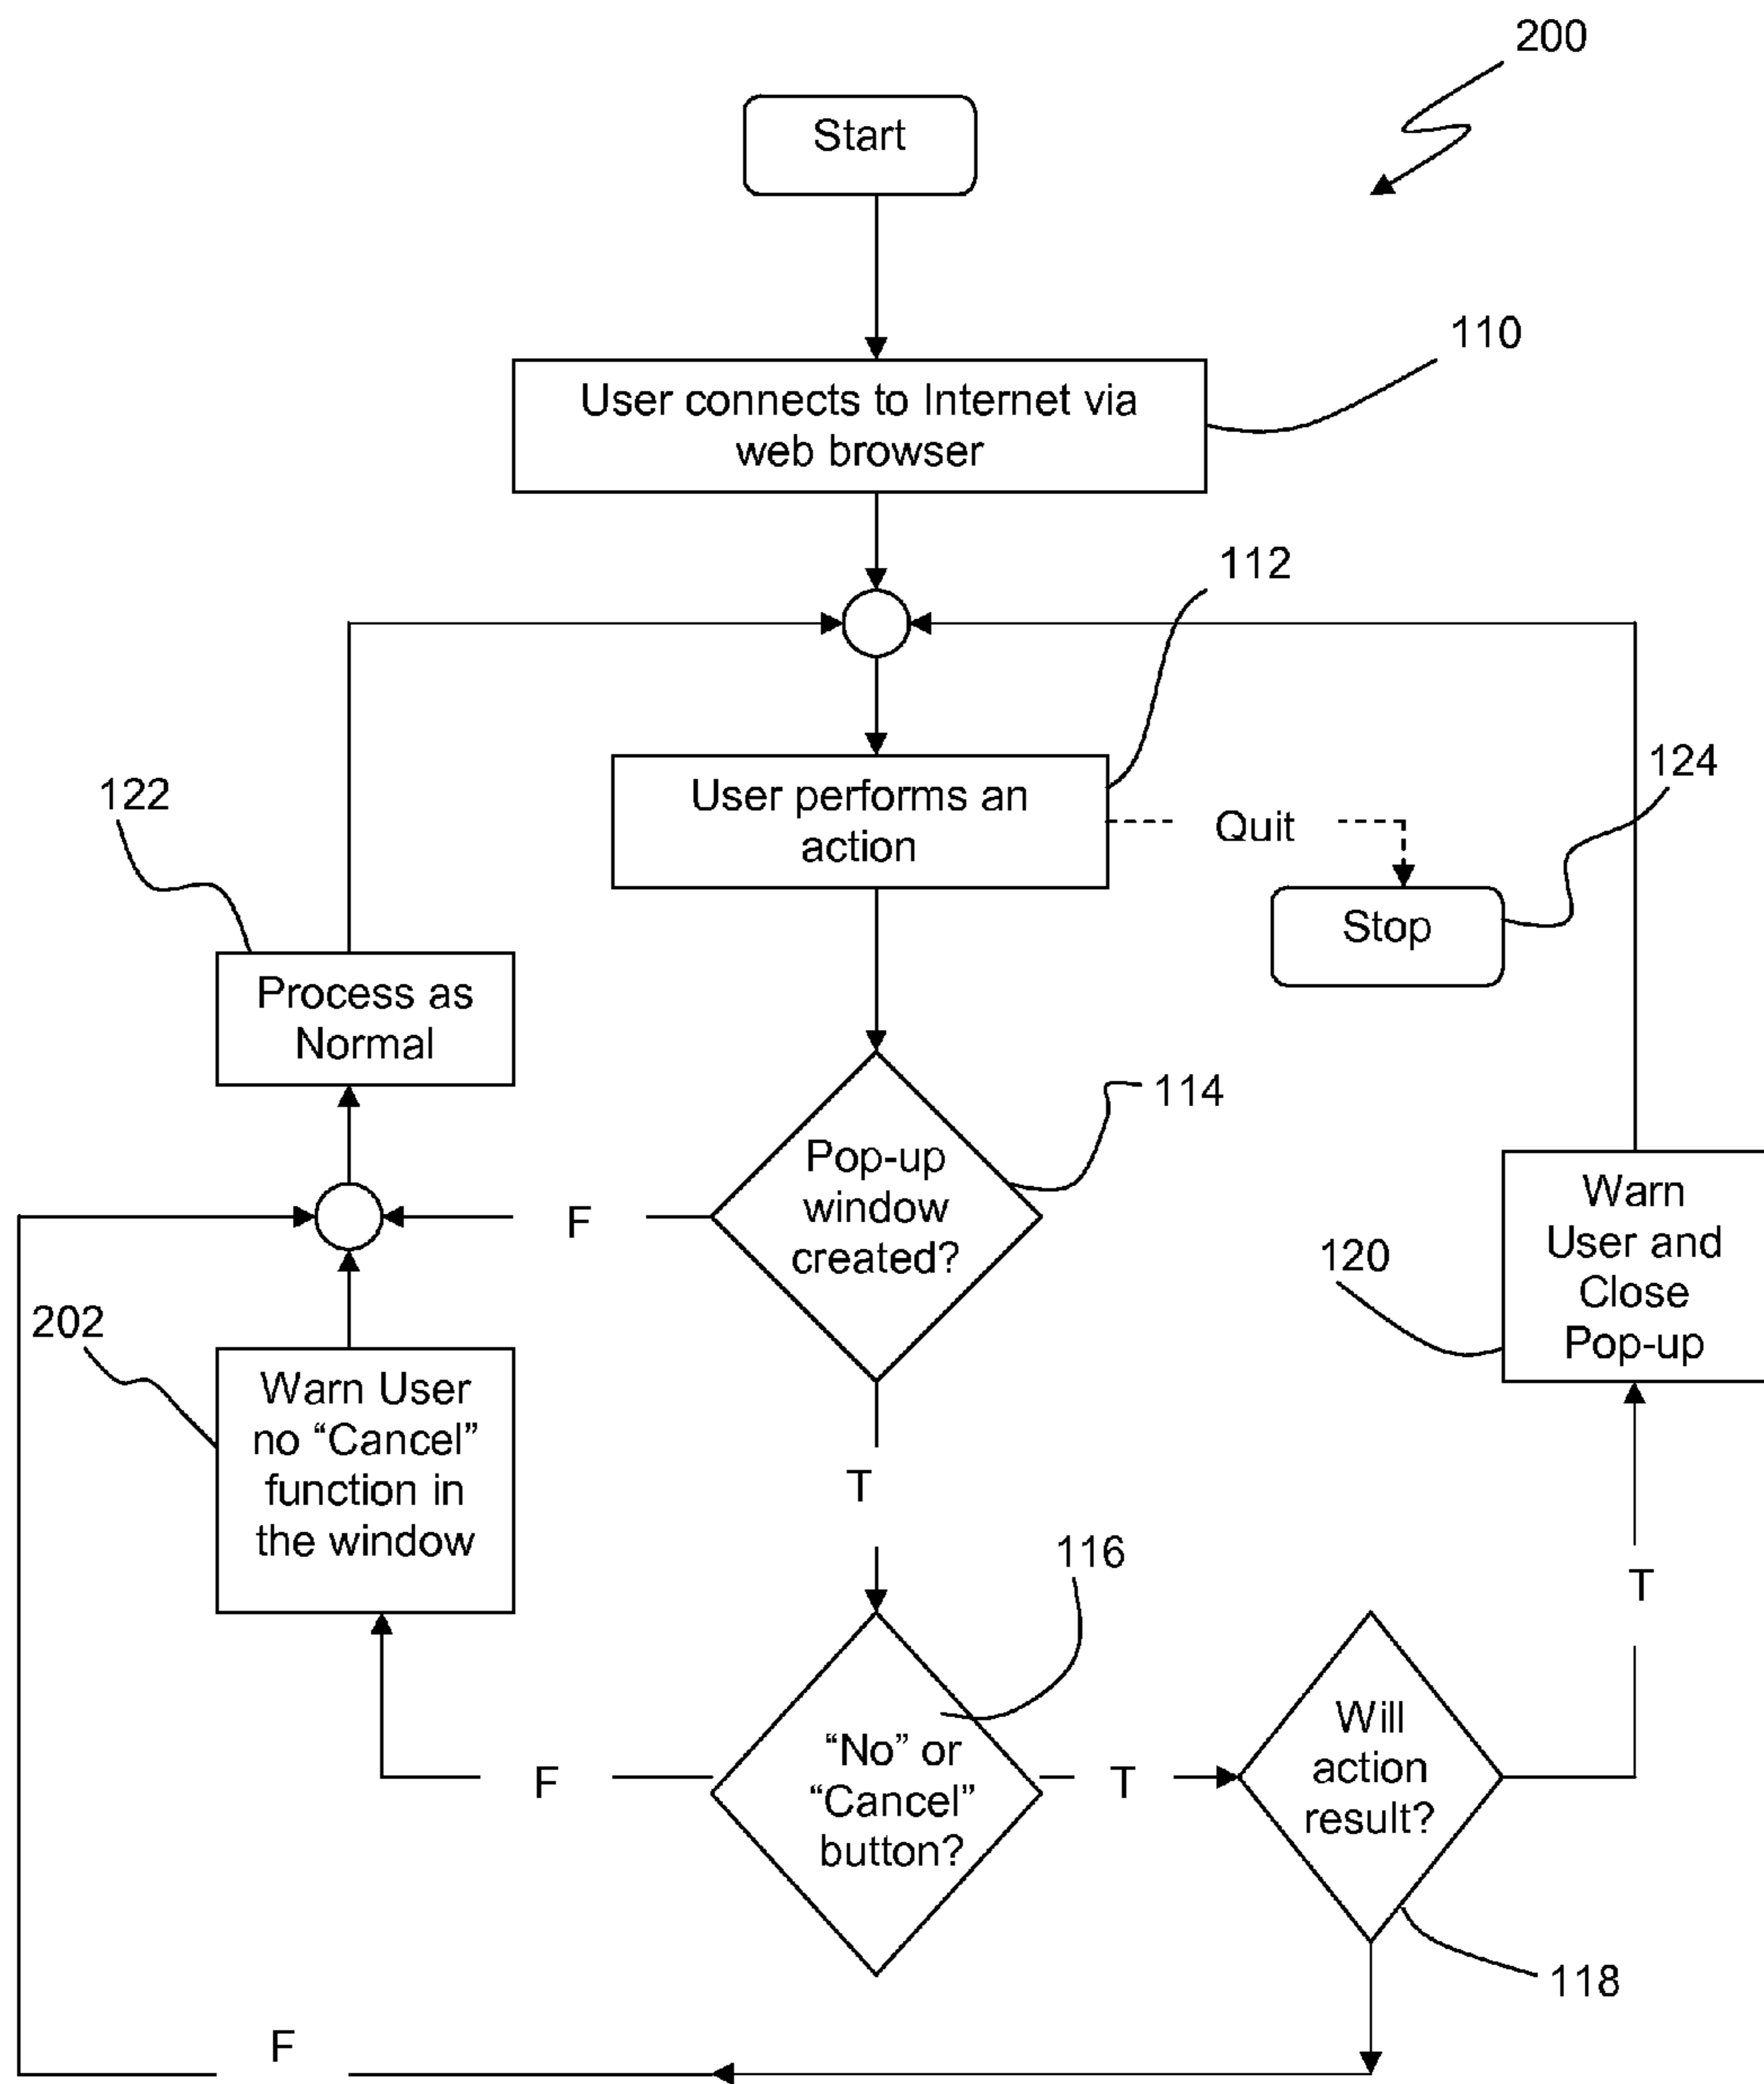 200
Start
110
User connects to Internet via
web browser
112
124
122
User performs an
action
Quit
Stop
Process as
Normal
114
Pop-up
window
created?
F
Warn
User and
Close
Pop-up
120
202
Warn User
no “Cancel”
function in
the window
T
116
T
“No” or
“Cancel”
button?
F
T
Will
action
result?
118
F